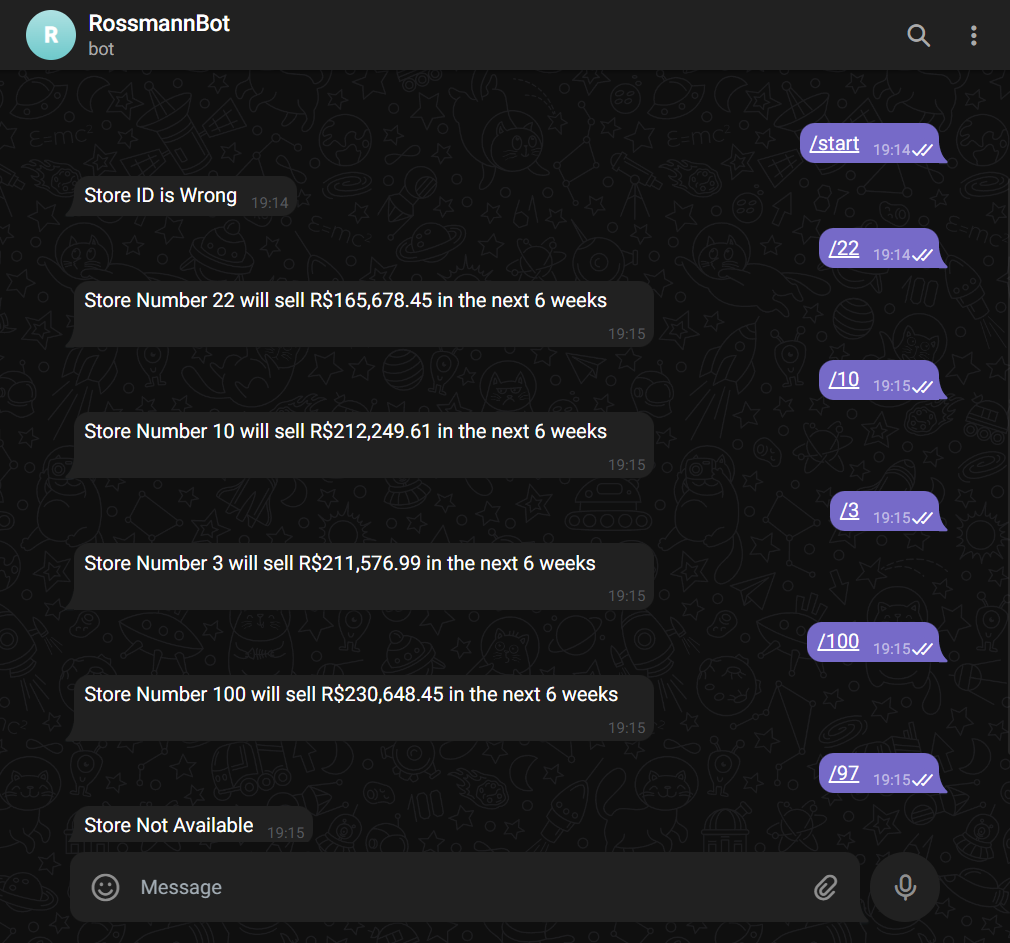 R
RossmannBot
bot
/start 19:14
Store ID is Wrong 19:14
/22 19:14
Store Number 22 will sell R$165,678.45 in the next 6 weeks
19:15
/10 19:15
Store Number 10 will sell R$212,249.61 in the next 6 weeks
19:15
/3 19:15
Store Number 3 will sell R$211,576.99 in the next 6 weeks
19:15
/100 19:15
Store Number 100 will sell R$230,648.45 in the next 6 weeks
19:15
/97 19:15
Store Not Available 19:15
Message